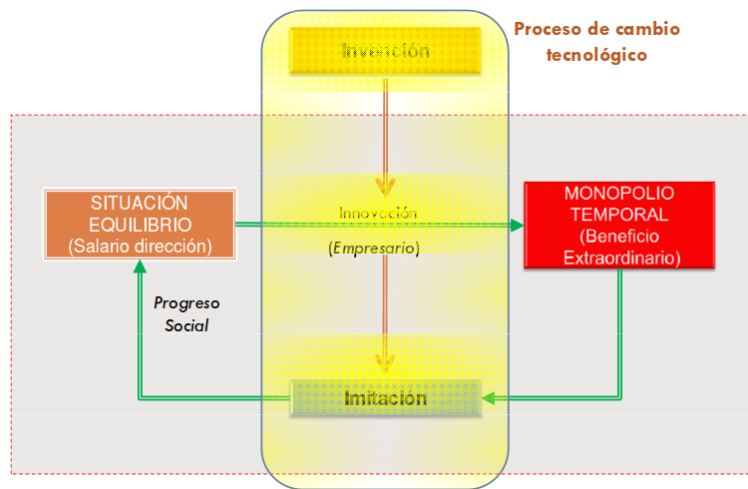 Proceso de cambio
tecnológico
Invención
SITUACIÓN
EQUILIBRIO
(Salario dirección)
Innovación
(Empresario)
MONOPOLIO
TEMPORAL
(Beneficio
Extraordinario)
Progreso
Social
Imitación